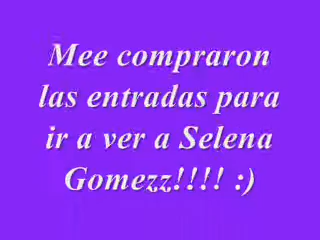 Mee compraron
las entradas para
ir a ver a Selena
Gomezz!!!! :)